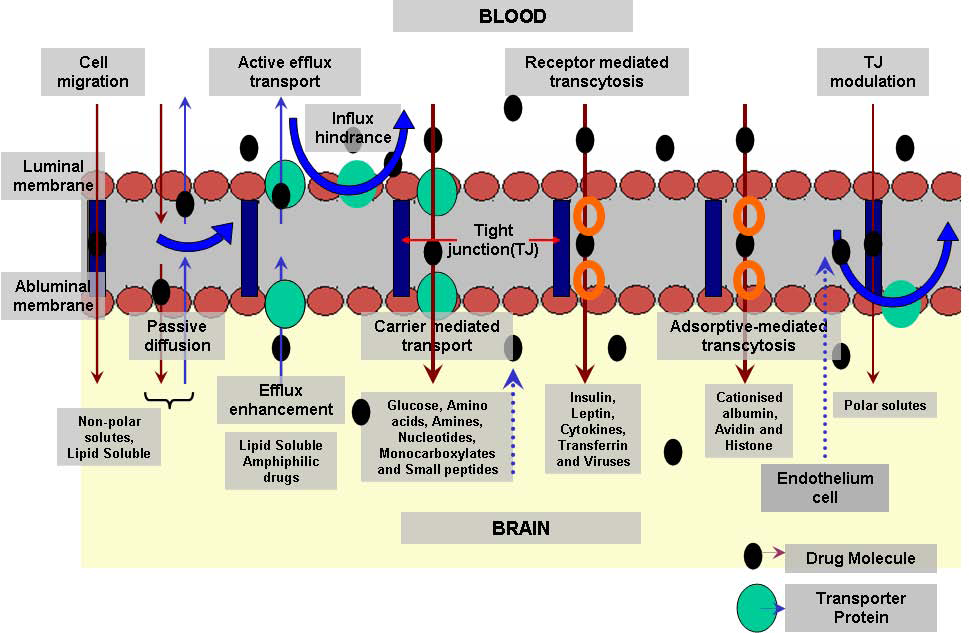 BLOOD
Cell
migration
Active efflux
transport
Receptor mediated
transcytosis
TJ
modulation
Influx
hindrance
Luminal
membrane
Tight
junction(TJ)
Abluminal
membrane
Passive
diffusion
Carrier mediated
transport
Adsorptive-mediated
transcytosis
Efflux
enhancement
Non-polar
solutes,
Lipid Soluble
Lipid Soluble
Amphiphilic
drugs
Glucose, Amino
acids, Amines,
Nucleotides,
Monocarboxylates
and Small peptides
Insulin,
Leptin,
Cytokines,
Transferrin
and Viruses
Cationised
albumin,
Avidin and
Histone
Polar solutes
Endothelium
cell
BRAIN
Drug Molecule
Transporter
Protein